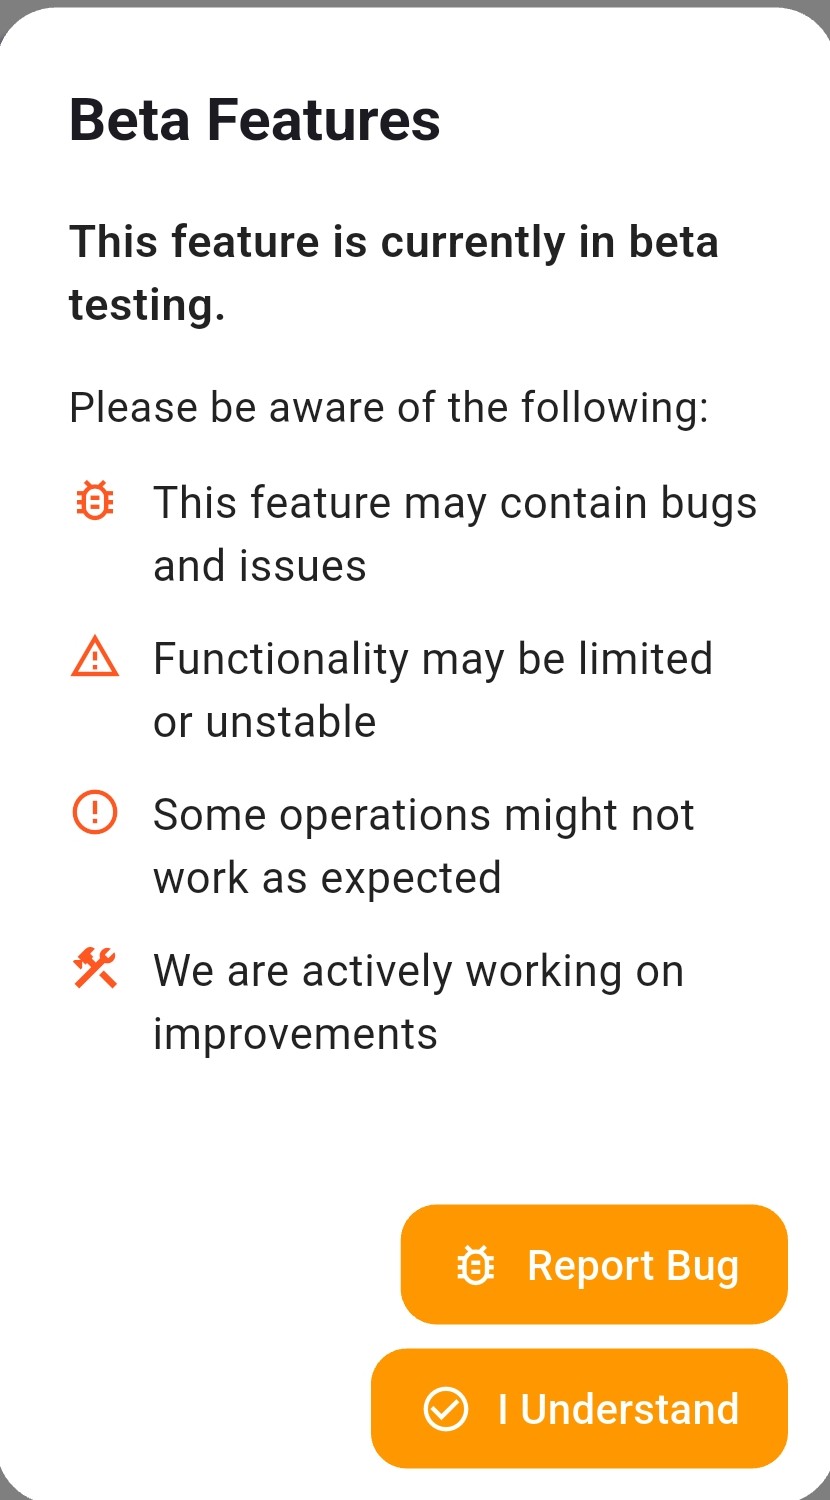 Beta Features
This feature is currently in beta
testing.
Please be aware of the following:
This feature may contain bugs
and issues
Functionality may be limited
or unstable
Some operations might not
work as expected
We are actively working on
improvements
Report Bug
I Understand